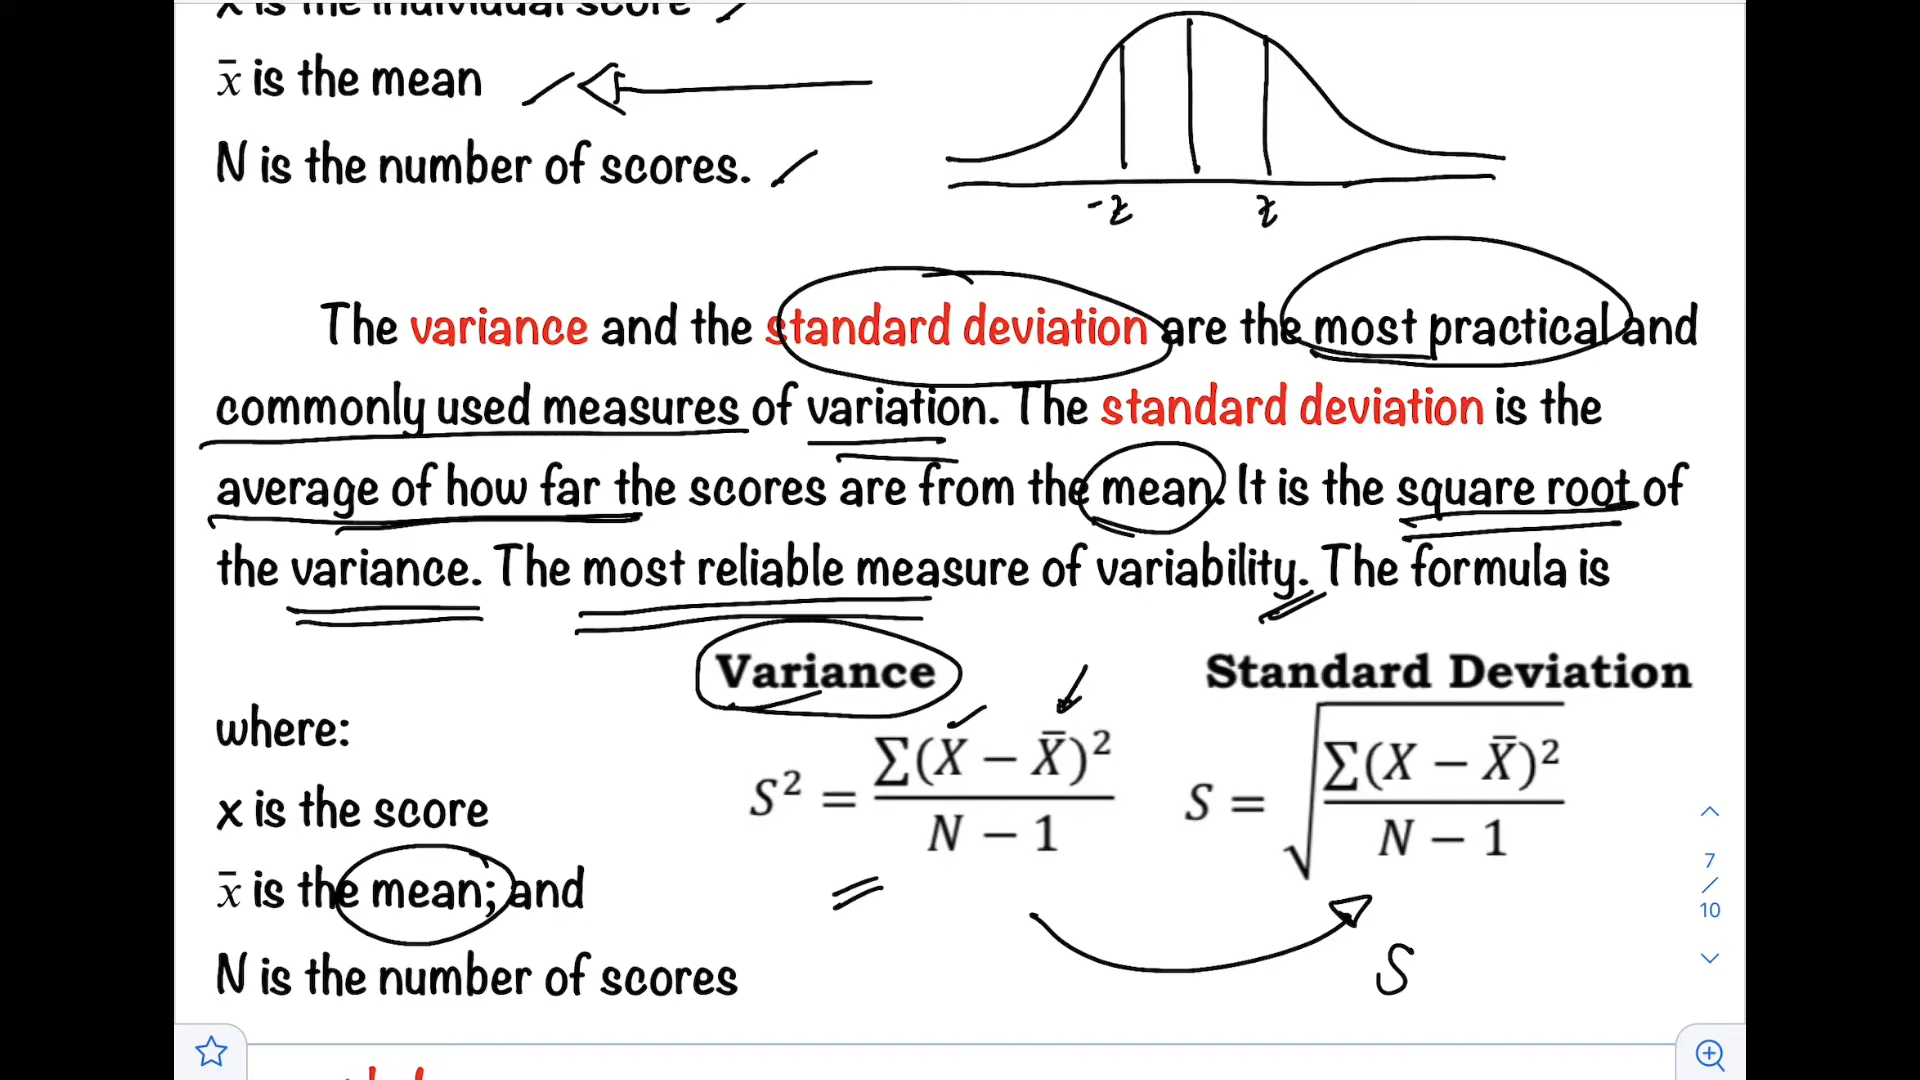 x is the individual score
x̄ is the mean
N is the number of scores.
-z z
The variance and the standard deviation are the most practical and
commonly used measures of variation. The standard deviation is the
average of how far the scores are from the mean. It is the square root of
the variance. The most reliable measure of variability. The formula is
Variance Standard Deviation
where:
S² = ∑(X − X̄)² / N − 1
S = √∑(X − X̄)² / N − 1
x is the score
x̄ is the mean; and
N is the number of scores
S
7
/
10